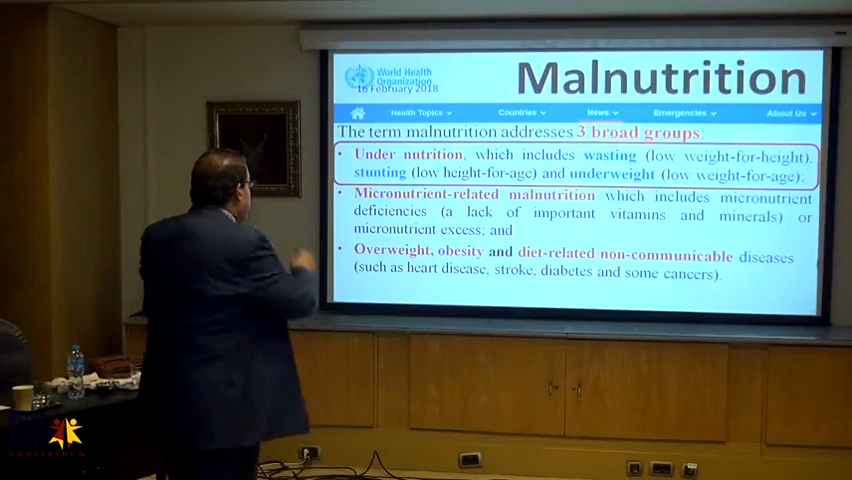 World Health
Organization
16 February 2018
Malnutrition
Health Topics
Countries
News
Emergencies
About Us
The term malnutrition addresses 3 broad groups:
• Under nutrition, which includes wasting (low weight-for-height),
stunting (low height-for-age) and underweight (low weight-for-age);
• Micronutrient-related malnutrition which includes micronutrient
deficiencies (a lack of important vitamins and minerals) or
micronutrient excess; and
• Overweight, obesity and diet-related non-communicable diseases
(such as heart disease, stroke, diabetes and some cancers).
CONFERENCE